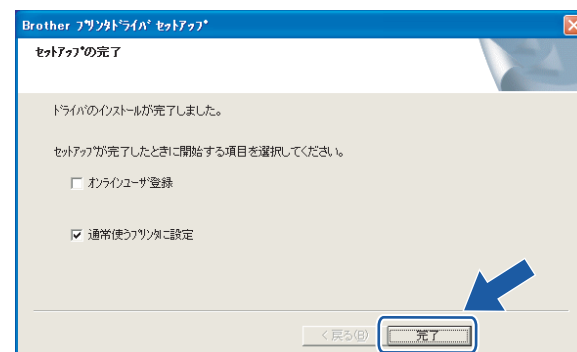 Brother プリンタドライバ セットアップ
セットアップの完了
ドライバのインストールが完了しました。
セットアップが完了したときに開始する項目を選択してください。
オンラインユーザ登録
通常使うプリンタに設定
< 戻る(B)
完了